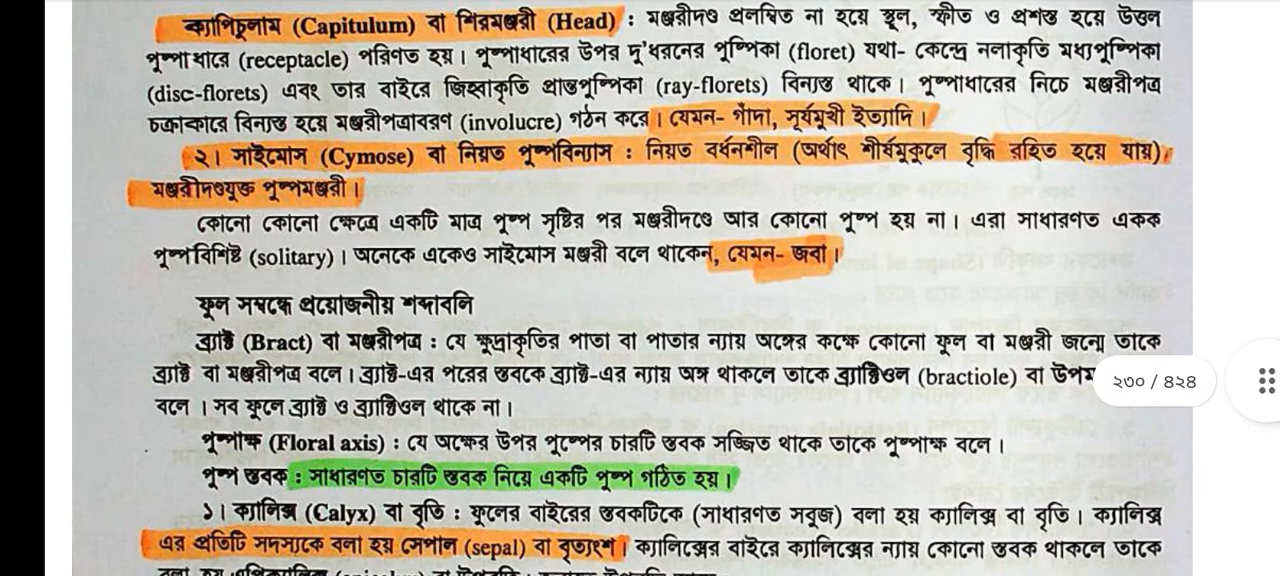 ক্যাপিচুলাম (Capitulum) বা শিরমঞ্জরী (Head) : মঞ্জরীদণ্ড প্রলম্বিত না হয়ে স্থূল, স্ফীত ও প্রশস্ত হয়ে উত্তল
পুষ্পাধারে (receptacle) পরিণত হয়। পুষ্পাধারের উপর দু'ধরনের পুষ্পিকা (floret) যথা- কেন্দ্রে নলাকৃতি মধ্যপুষ্পিকা
(disc-florets) এবং তার বাইরে জিহ্বাকৃতি প্রান্তপুষ্পিকা (ray-florets) বিন্যস্ত থাকে। পুষ্পাধারের নিচে মঞ্জরীপত্র
চক্রাকারে বিন্যস্ত হয়ে মঞ্জরীপত্রাবরণ (involucre) গঠন করে। যেমন- গাঁদা, সূর্যমুখী ইত্যাদি।
২। সাইমোস (Cymose) বা নিয়ত পুষ্পবিন্যাস : নিয়ত বর্ধনশীল (অর্থাৎ শীর্ষমুকুলে বৃদ্ধি রহিত হয়ে যায়)
মঞ্জরীদণ্ডযুক্ত পুষ্পমঞ্জরী।
কোনো কোনো ক্ষেত্রে একটি মাত্র পুষ্প সৃষ্টির পর মঞ্জরীদণ্ডে আর কোনো পুষ্প হয় না। এরা সাধারণত একক
পুষ্পবিশিষ্ট (solitary)। অনেকে একেও সাইমোস মঞ্জরী বলে থাকেন, যেমন- জবা।
ফুল সম্বন্ধে প্রয়োজনীয় শব্দাবলি
ব্র্যাক্ট (Bract) বা মঞ্জরীপত্র : যে ক্ষুদ্রাকৃতির পাতা বা পাতার ন্যায় অঙ্গের কক্ষে কোনো ফুল বা মঞ্জরী জন্মে তাকে
ব্র্যাক্ট বা মঞ্জরীপত্র বলে। ব্র্যাক্ট-এর পরের স্তবকে ব্র্যাক্ট-এর ন্যায় অঙ্গ থাকলে তাকে ব্র্যাক্টিওল (bractiole) বা উপম
২৩০ / ৪২৪
বলে। সব ফুলে ব্র্যাক্ট ও ব্র্যাক্টিওল থাকে না।
পুষ্পাক্ষ (Floral axis) : যে অক্ষের উপর পুষ্পের চারটি স্তবক সজ্জিত থাকে তাকে পুষ্পাক্ষ বলে।
পুষ্প স্তবক : সাধারণত চারটি স্তবক নিয়ে একটি পুষ্প গঠিত হয়।
১। ক্যালিক্স (Calyx) বা বৃতি : ফুলের বাইরের স্তবকটিকে (সাধারণত সবুজ) বলা হয় ক্যালিক্স বা বৃতি। ক্যালিক্স
এর প্রতিটি সদস্যকে বলা হয় সেপাল (sepal) বা বৃত্যংশ। ক্যালিক্সের বাইরে ক্যালিক্সের ন্যায় কোনো স্তবক থাকলে তাকে